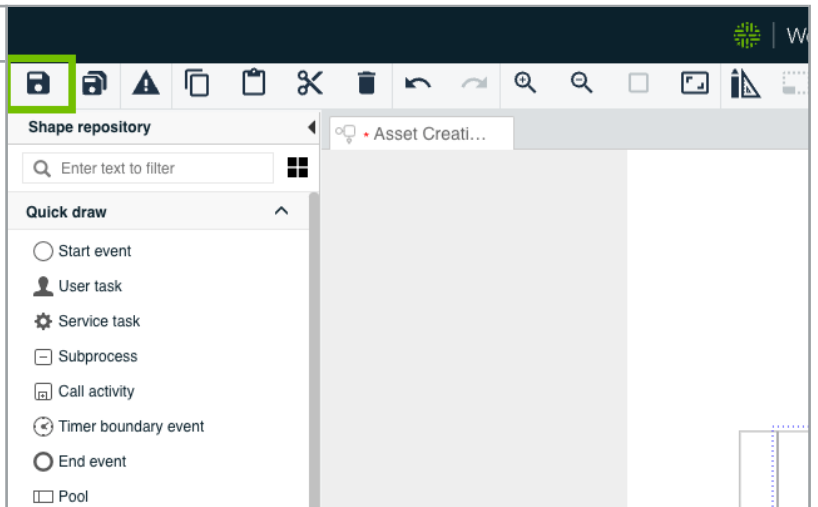 We
Shape repository
* Asset Creati...
Enter text to filter
Quick draw
Start event
User task
Service task
Subprocess
Call activity
Timer boundary event
End event
Pool